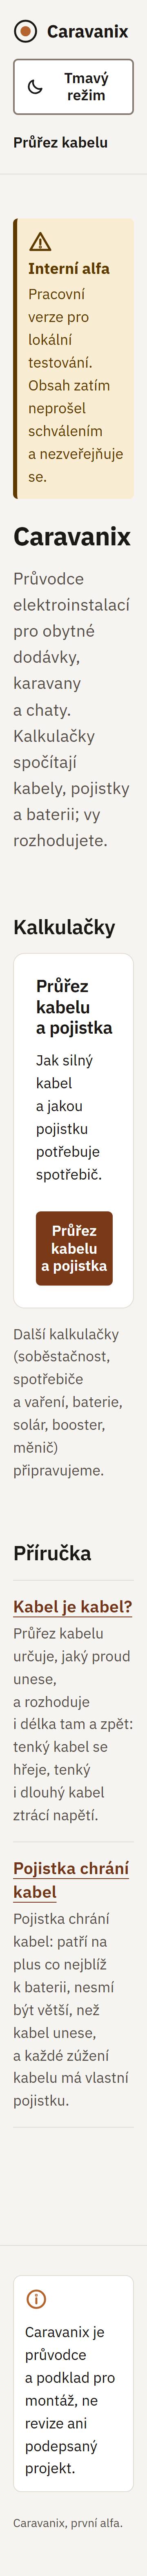 Caravanix
Tmavý
režim
Průřez kabelu
Interní alfa
Pracovní
verze pro
lokální
testování.
Obsah zatím
neprošel
schválením
a nezveřejňuje
se.
Caravanix
Průvodce
elektroinstalací
pro obytné
dodávky,
karavany
a chaty.
Kalkulačky
spočítají
kabely, pojistky
a baterii; vy
rozhodujete.
Kalkulačky
Průřez
kabelu
a pojistka
Jak silný
kabel
a jakou
pojistku
potřebuje
spotřebič.
Průřez
kabelu
a pojistka
Další kalkulačky
(soběstačnost,
spotřebiče
a vaření, baterie,
solár, booster,
měnič)
připravujeme.
Příručka
Kabel je kabel?
Průřez kabelu
určuje, jaký proud
unese,
a rozhoduje
i délka tam a zpět:
tenký kabel se
hřeje, tenký
i dlouhý kabel
ztrácí napětí.
Pojistka chrání
kabel
Pojistka chrání
kabel: patří na
plus co nejblíž
k baterii, nesmí
být větší, než
kabel unese,
a každé zúžení
kabelu má vlastní
pojistku.
Caravanix je
průvodce
a podklad pro
montáž, ne
revize ani
podepsaný
projekt.
Caravanix, první alfa.